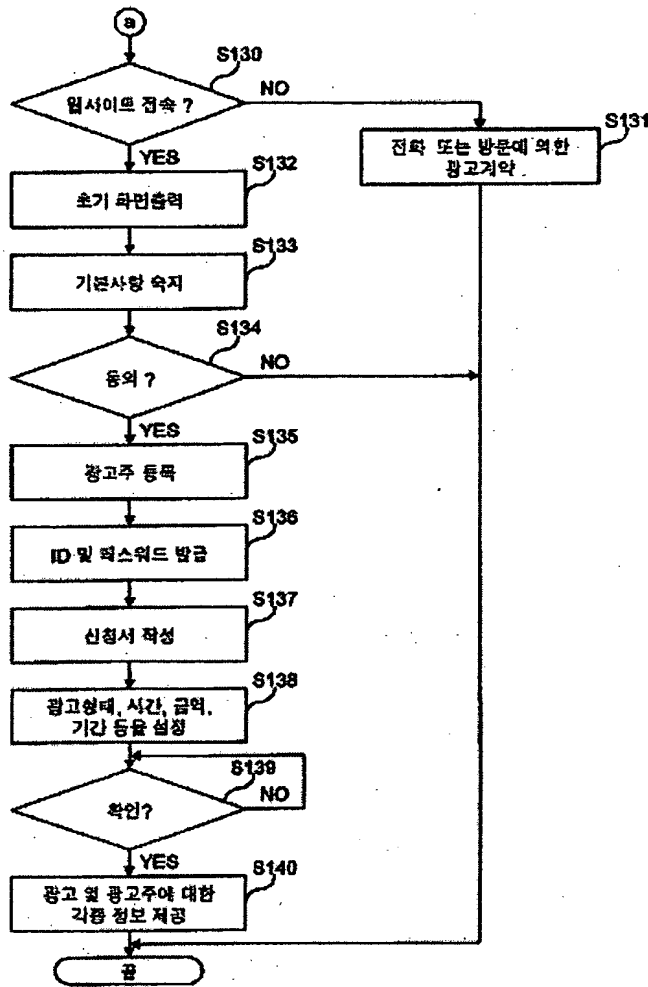 a
S130
웹사이트 접속 ?
NO
S131
전화 또는 방문에 의한
광고계약
YES
S132
초기 화면출력
S133
기본사항 숙지
S134
동의 ?
NO
YES
S135
광고주 등록
S136
ID 및 패스워드 발급
S137
신청서 작성
S138
광고형태, 시간, 금액,
기간 등을 설정
S139
확인?
NO
YES
S140
광고 및 광고주에 대한
각종 정보 제공
끝